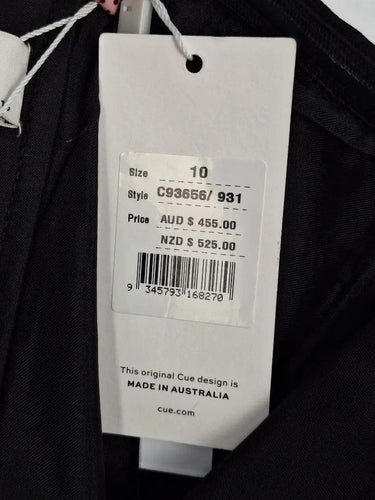 Size 10
Style C93656/ 931
Price AUD $ 455.00
NZD $ 525.00
9 345793 168270
This original Cue design is
MADE IN AUSTRALIA
cue.com